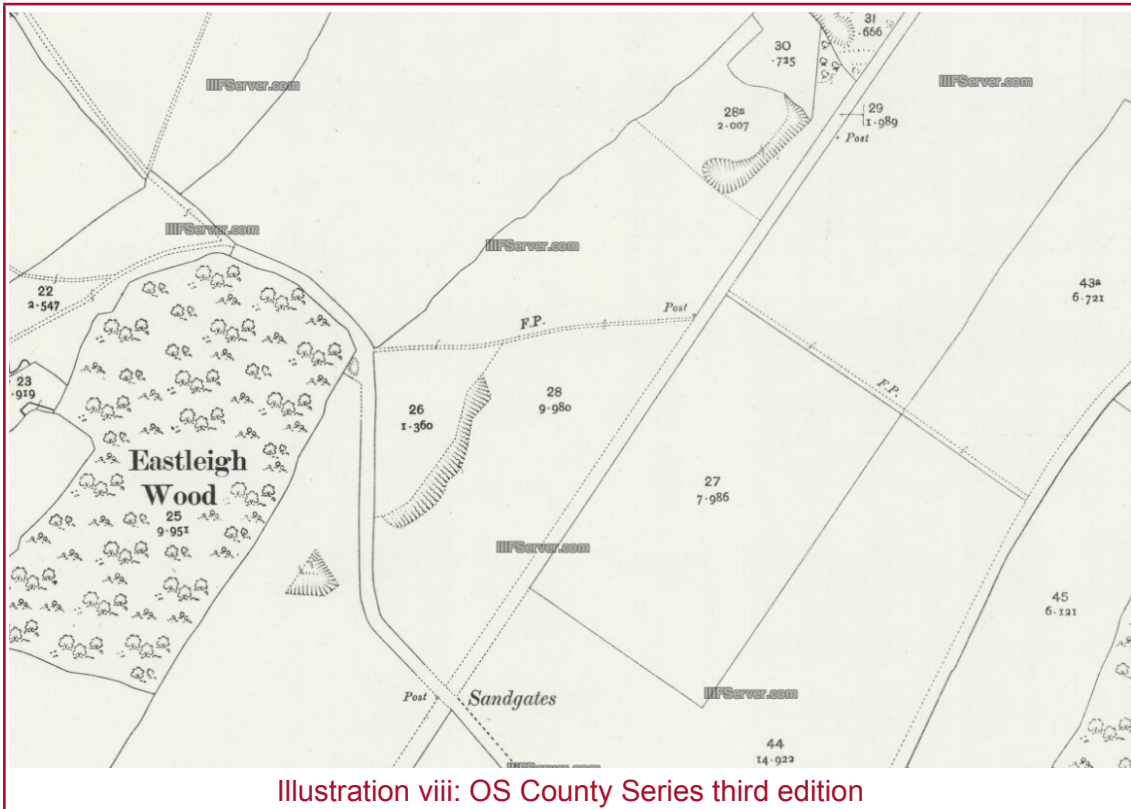 31
.666
30
.725
IIIFServer.com
IIIFServer.com
28a
2.007
29
1.989
Post
IIIFServer.com
IIIFServer.com
22
2.547
43a
6.721
F.P.
Post
23
.919
26
1.360
28
9.980
F.P.
Eastleigh
Wood
25
9.951
27
7.986
IIIFServer.com
45
6.121
Post
Sandgates
IIIFServer.com
44
14.922
Illustration viii: OS County Series third edition